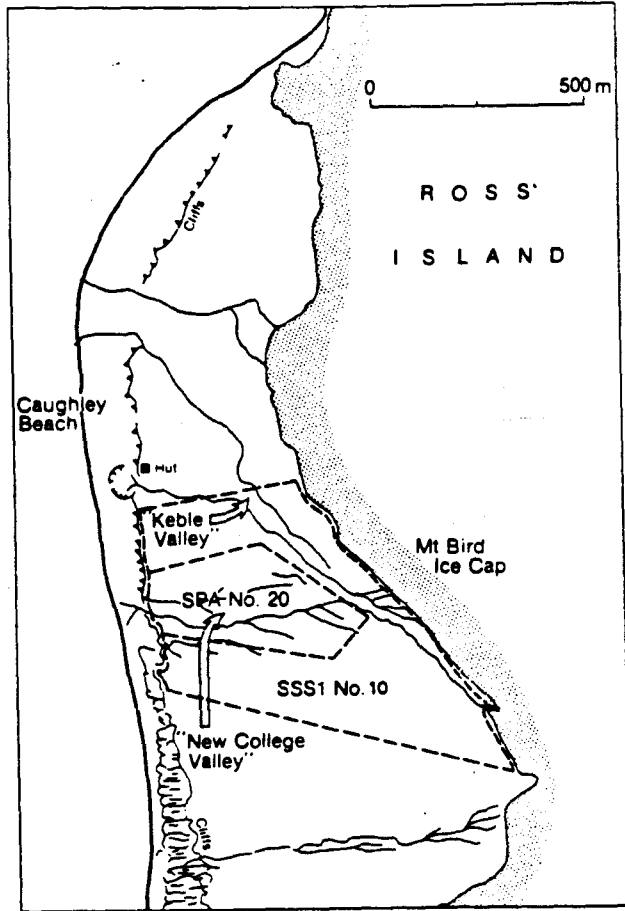 0 500 m
ROSS
ISLAND
Cliffs
Caughley
Beach
Hut
"Keble
Valley"
Mt Bird
Ice Cap
SPA No. 20
SSS1 No. 10
"New College
Valley"
Cliffs